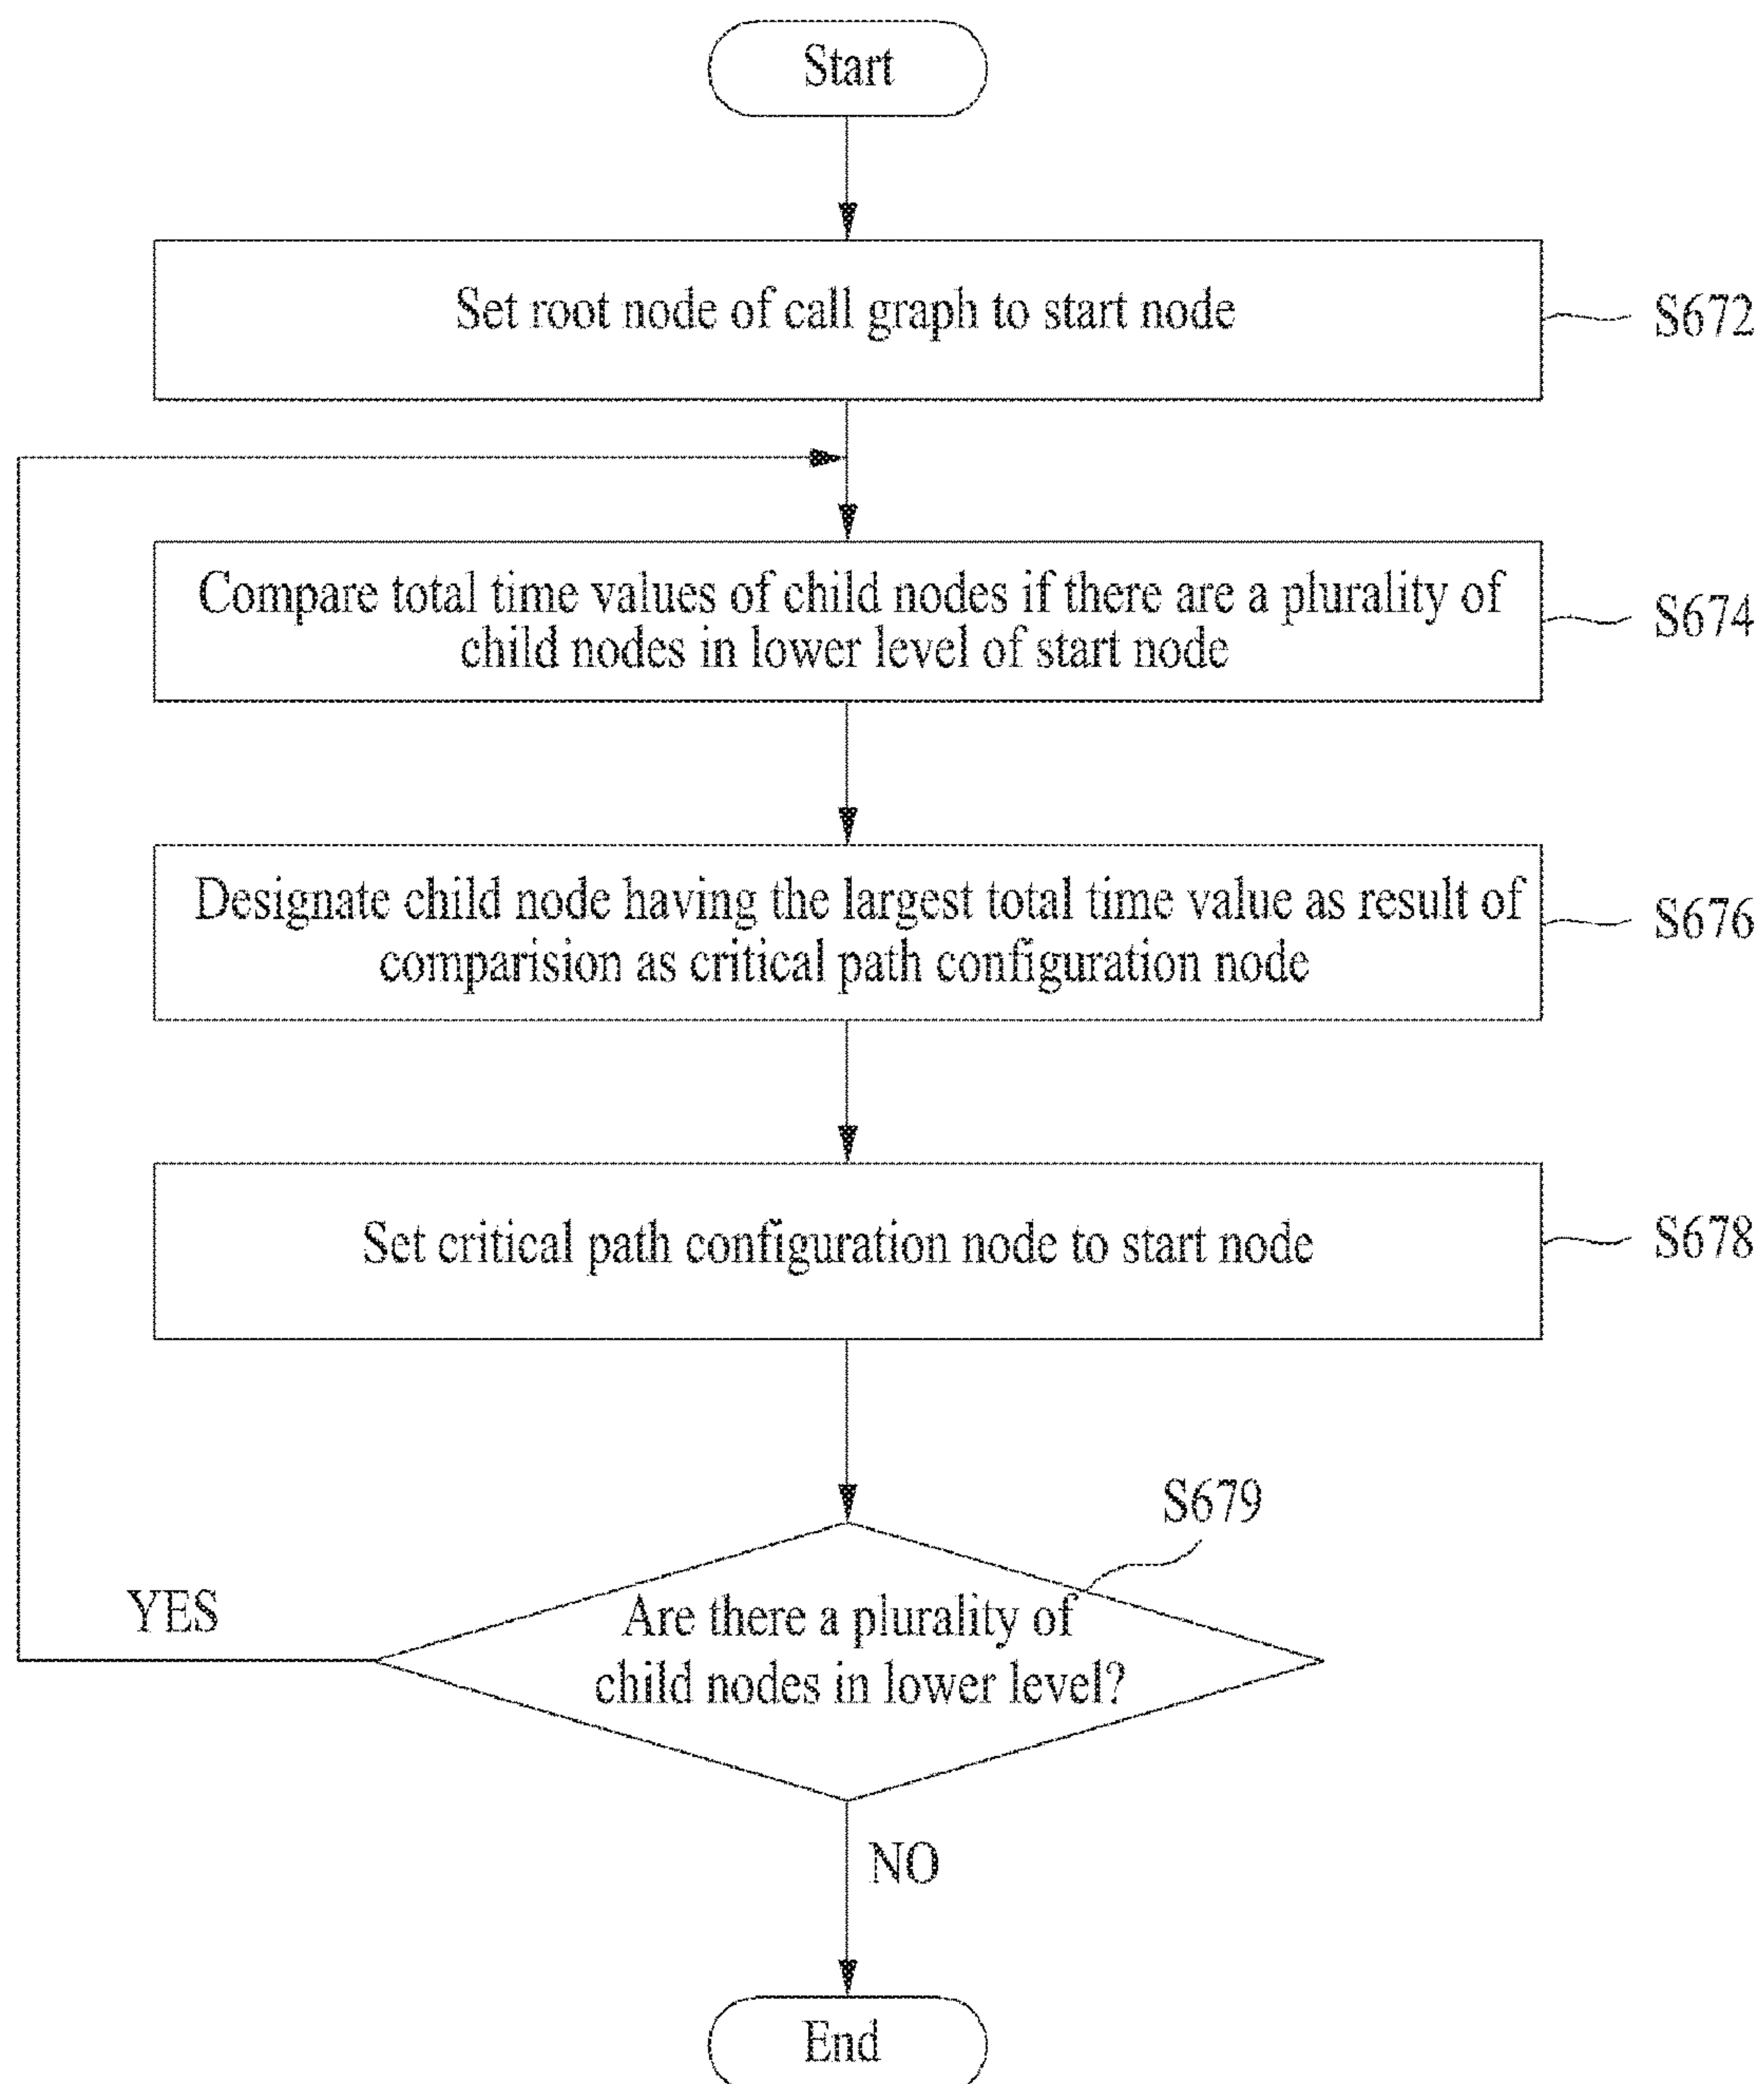 Start
Set root node of call graph to start node
S672
Compare total time values of child nodes if there are a plurality of
child nodes in lower level of start node
S674
Designate child node having the largest total time value as result of
comparision as critical path configuration node
S676
Set critical path configuration node to start node
S678
S679
Are there a plurality of
child nodes in lower level?
YES
NO
End